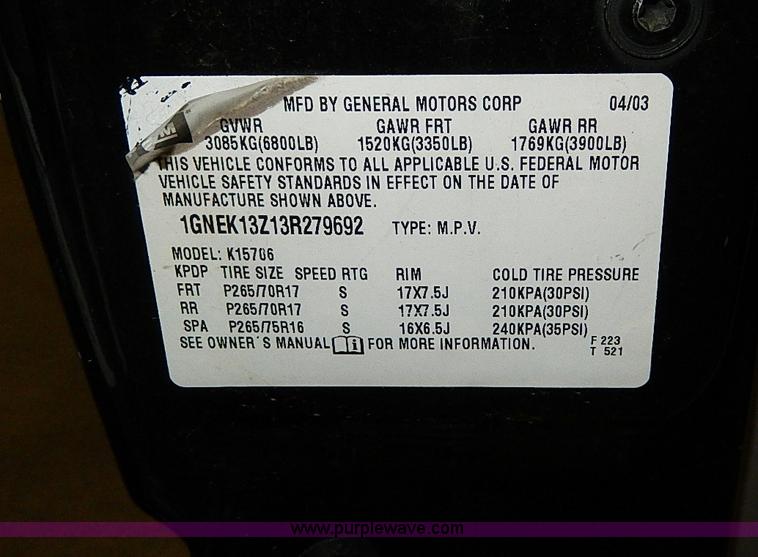 MFD BY GENERAL MOTORS CORP 04/03
GVWR GAWR FRT GAWR RR
3085KG(6800LB) 1520KG(3350LB) 1769KG(3900LB)
THIS VEHICLE CONFORMS TO ALL APPLICABLE U.S. FEDERAL MOTOR
VEHICLE SAFETY STANDARDS IN EFFECT ON THE DATE OF
MANUFACTURE SHOWN ABOVE.
1GNEK13Z13R279692 TYPE: M.P.V.
MODEL: K15706
KPDP TIRE SIZE SPEED RTG RIM COLD TIRE PRESSURE
FRT P265/70R17 S 17X7.5J 210KPA(30PSI)
RR P265/70R17 S 17X7.5J 210KPA(30PSI)
SPA P265/75R16 S 16X6.5J 240KPA(35PSI)
SEE OWNER'S MANUAL i FOR MORE INFORMATION. F 223
T 521
www.purplewave.com